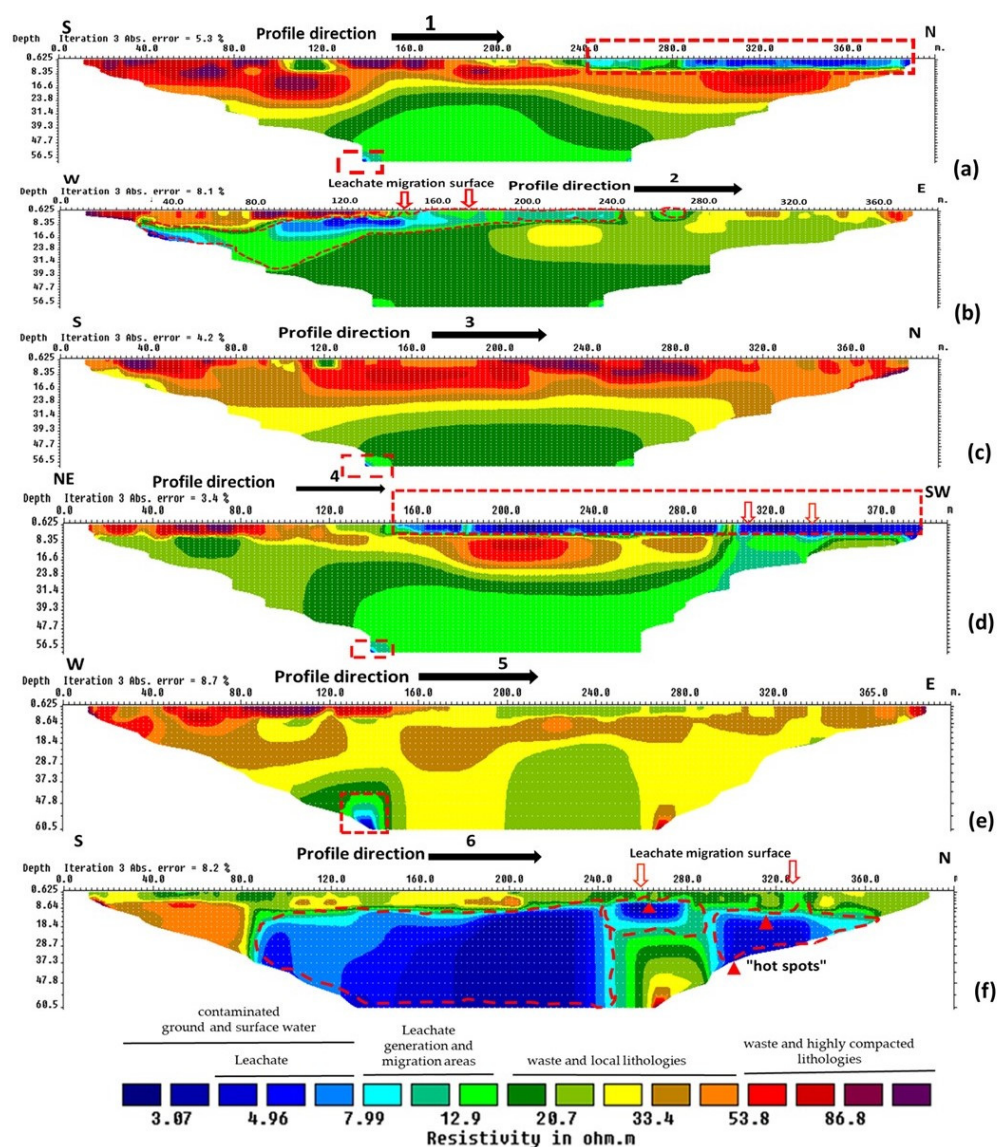 S
Profile direction 1
N
Depth Iteration 3 Abs. error = 5.3 %
0.0 40.0 80.0 120.0 160.0 200.0 240.0 280.0 320.0 360.0 m.
0.625
8.35
16.6
23.8
31.4
39.3
47.7
56.5
(a)
W
Leachate migration surface
Profile direction 2
E
Depth Iteration 3 Abs. error = 8.1 %
0.0 40.0 80.0 120.0 160.0 200.0 240.0 280.0 320.0 360.0 m.
0.625
8.35
16.6
23.8
31.4
39.3
47.7
56.5
(b)
S
Profile direction 3
N
Depth Iteration 3 Abs. error = 4.2 %
0.0 40.0 80.0 120.0 160.0 200.0 240.0 280.0 320.0 360.0 m.
0.625
8.35
16.6
23.8
31.4
39.3
47.7
56.5
(c)
NE
Profile direction 4
SW
Depth Iteration 3 Abs. error = 3.4 %
0.0 40.0 80.0 120.0 160.0 200.0 240.0 280.0 320.0 370.0 m
0.625
8.35
16.6
23.8
31.4
39.3
47.7
56.5
(d)
W
Profile direction 5
E
Depth Iteration 3 Abs. error = 8.7 %
0.0 40.0 80.0 120.0 160.0 200.0 240.0 280.0 320.0 365.0 m.
0.625
8.64
18.4
28.7
37.3
47.8
60.5
(e)
S
Profile direction 6
Leachate migration surface
N
Depth Iteration 3 Abs. error = 8.2 %
0.0 40.0 80.0 120.0 160.0 200.0 240.0 280.0 320.0 360.0 m
0.625
8.64
18.4
28.7
37.3
47.8
60.5
"hot spots"
(f)
contaminated
ground and surface water
Leachate
Leachate
generation and
migration areas
waste and local lithologies
waste and highly compacted
lithologies
3.07 4.96 7.99 12.9 20.7 33.4 53.8 86.8
Resistivity in ohm.m